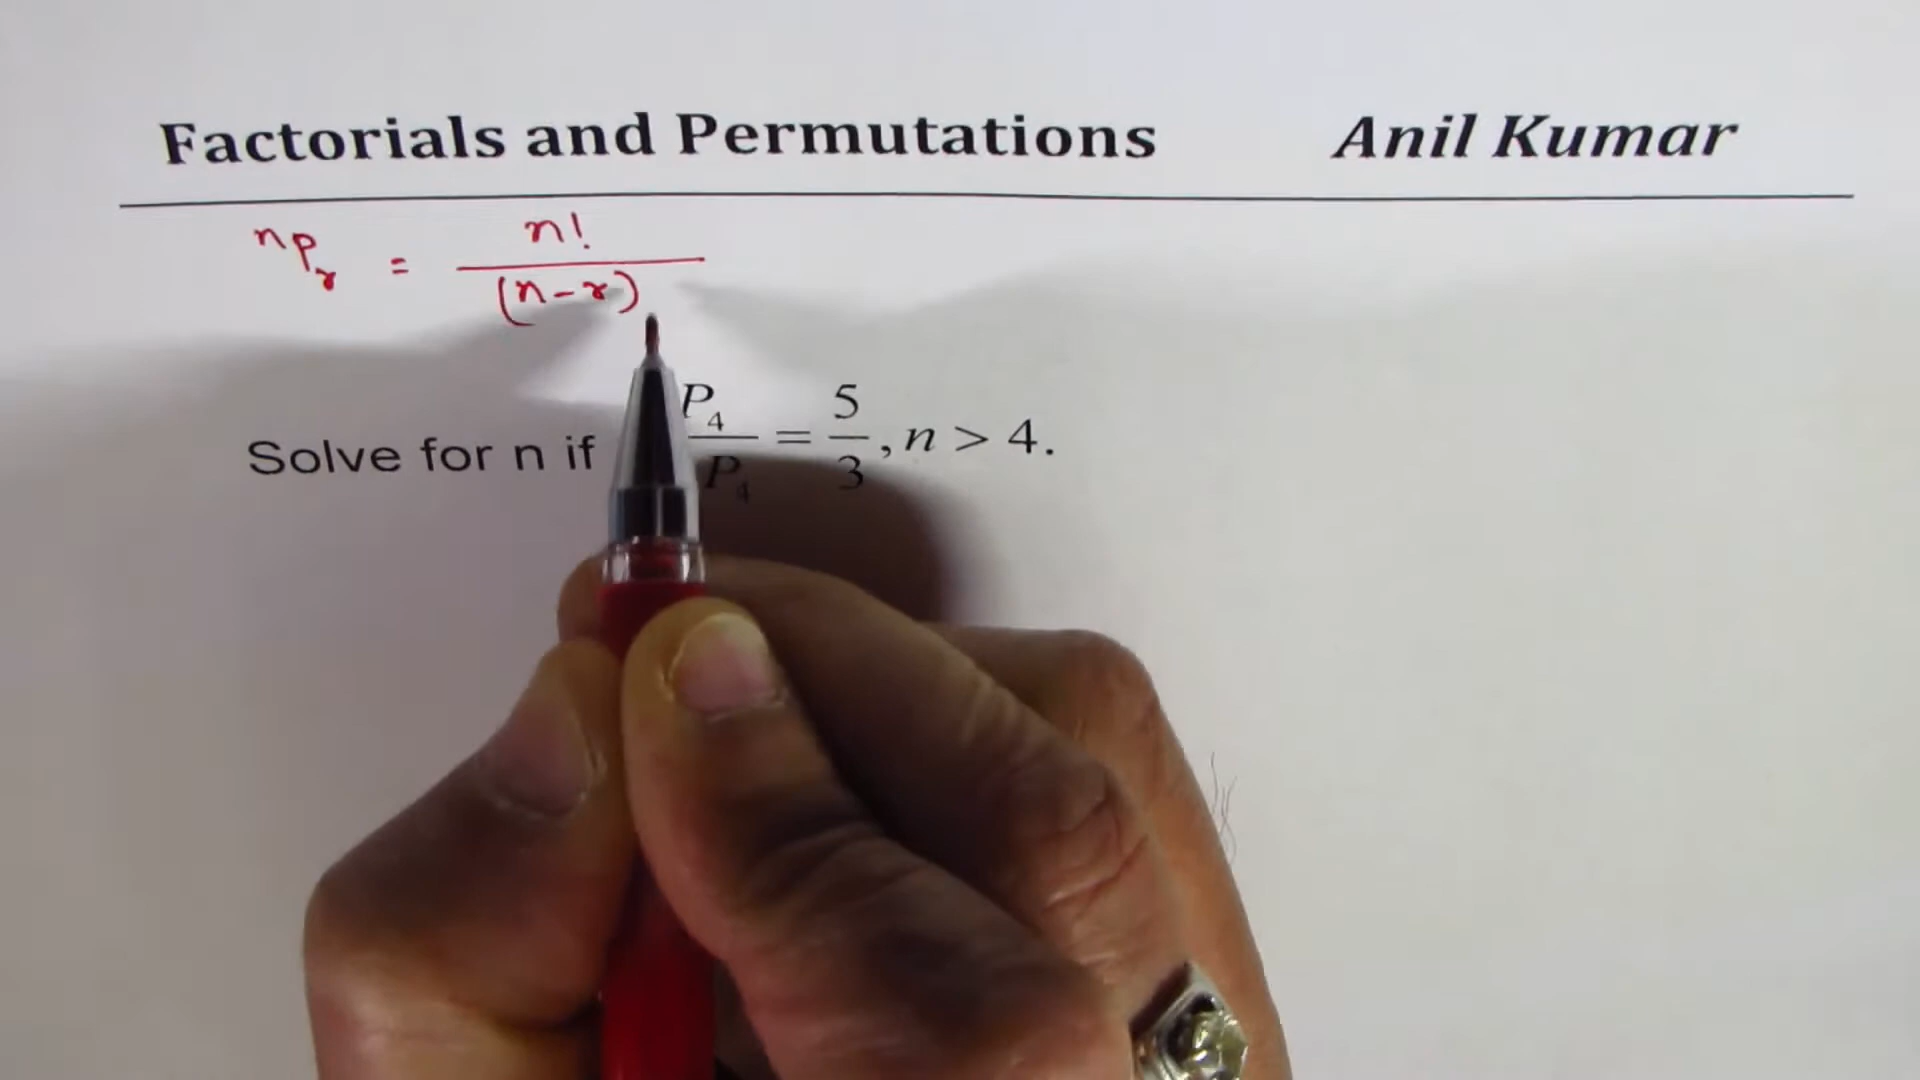 Factorials and Permutations Anil Kumar
nPr = n! / (n-r)
Solve for n if P₄ / P₄ = 5/3, n > 4.